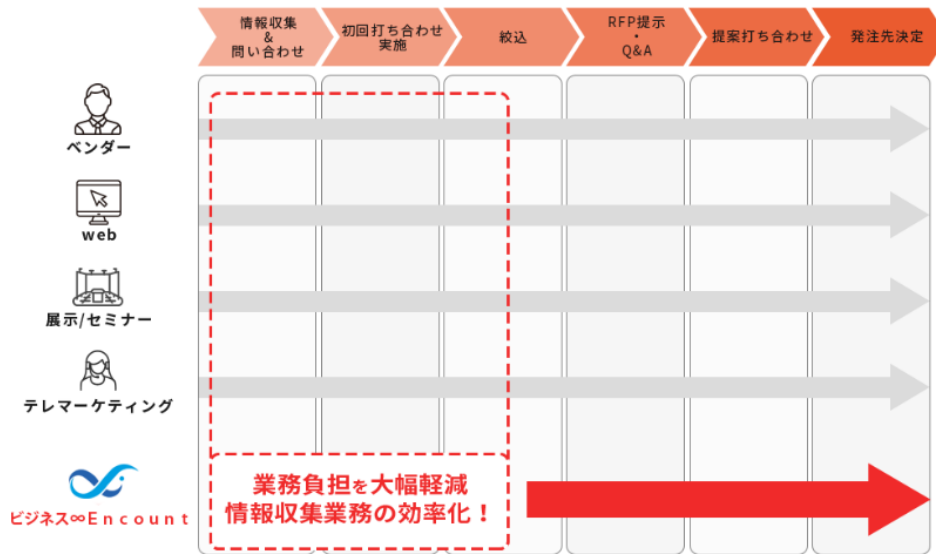 情報収集
&
問い合わせ
初回打ち合わせ
実施
絞込
RFP提示
・
Q&A
提案打ち合わせ
発注先決定
ベンダー
web
展示/セミナー
テレマーケティング
ビジネス∞Encount
業務負担を大幅軽減
情報収集業務の効率化！